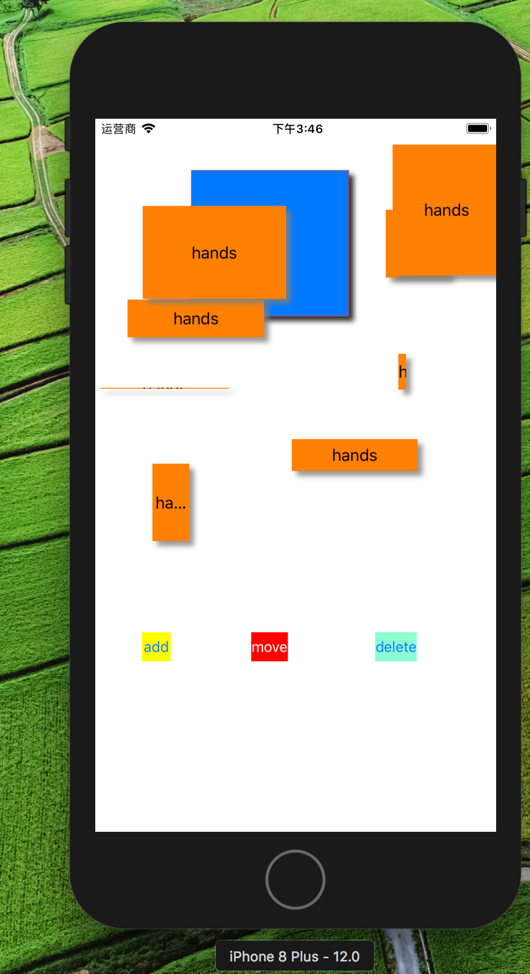 运营商 下午3:46
hands
hands
hands
h
hands
ha...
add move delete
iPhone 8 Plus - 12.0